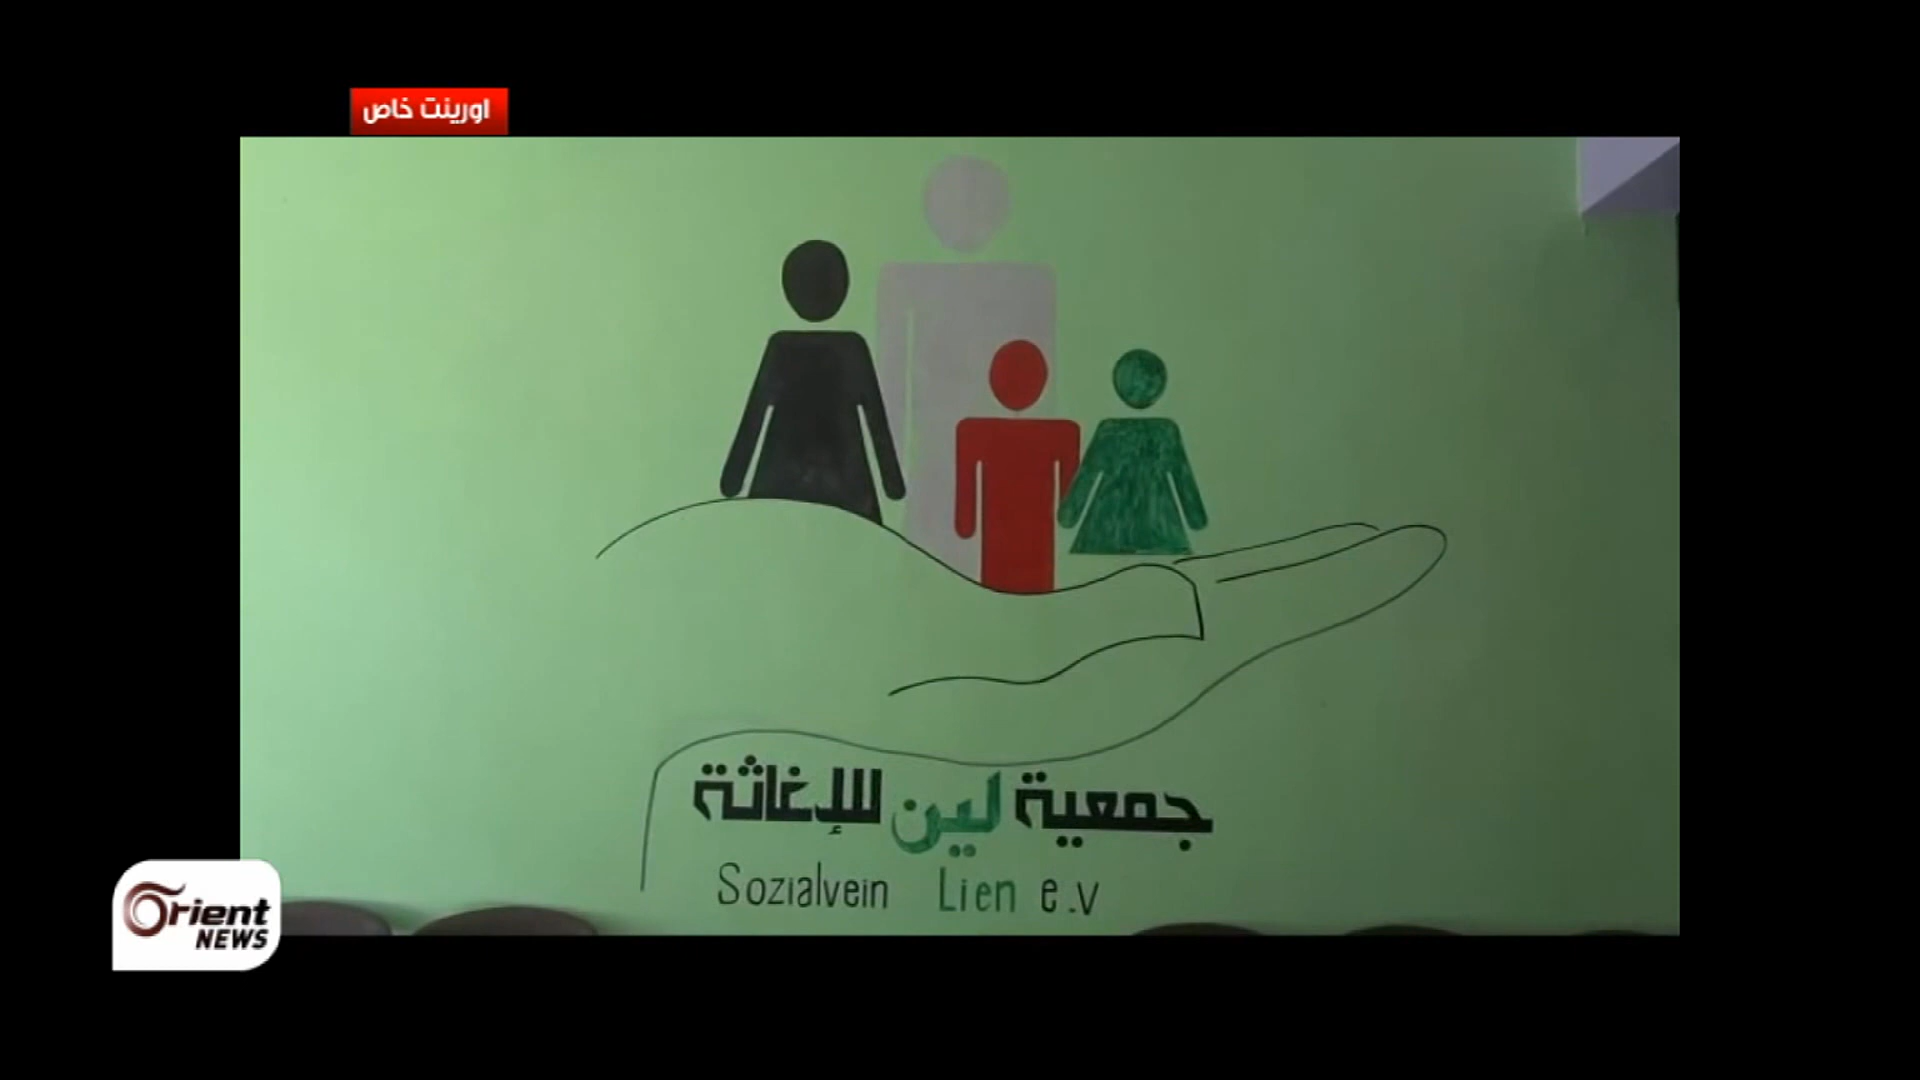 اورينت خاص
جمعية لين للإغاثة
Sozialvein Lien e.v
Orient
NEWS